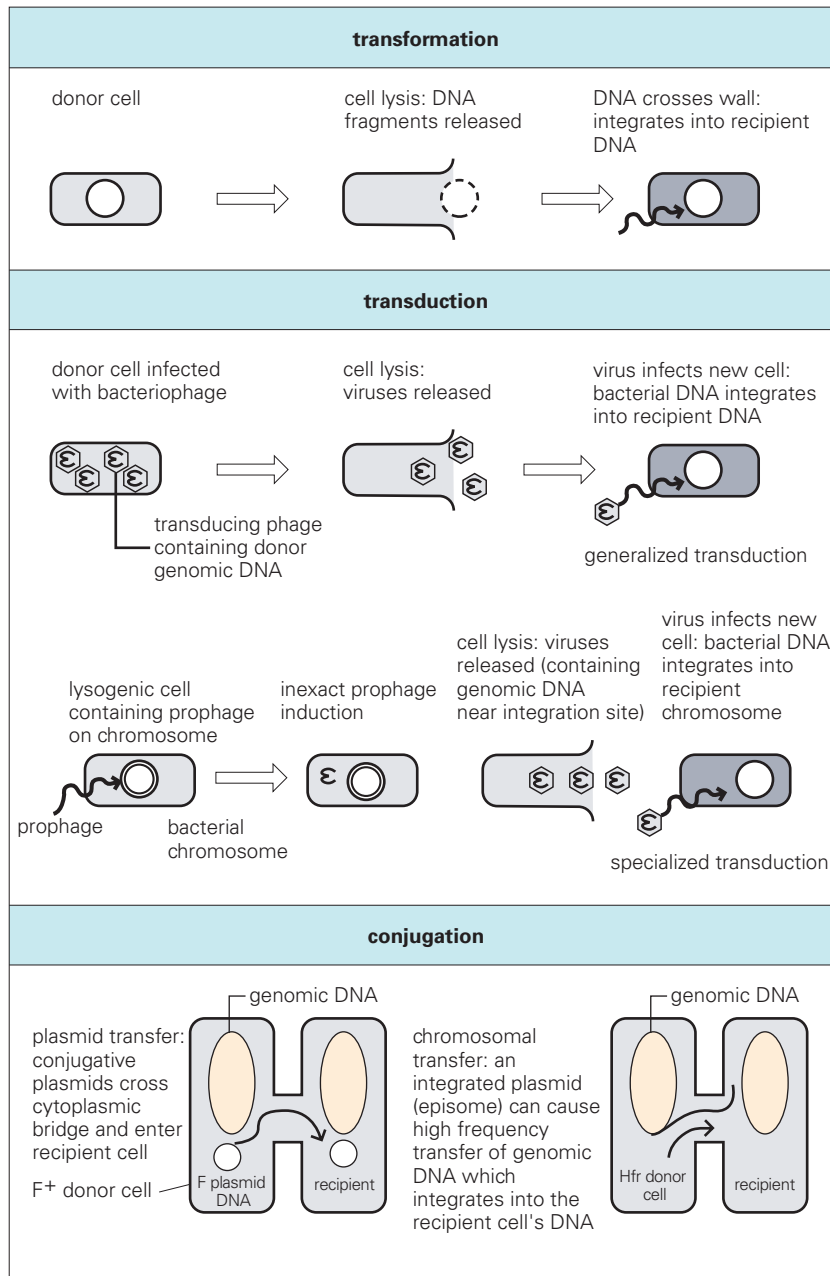 transformation
donor cell
cell lysis: DNA
fragments released
DNA crosses wall:
integrates into recipient
DNA
transduction
donor cell infected
with bacteriophage
cell lysis:
viruses released
virus infects new cell:
bacterial DNA integrates
into recipient DNA
transducing phage
containing donor
genomic DNA
generalized transduction
lysogenic cell
containing prophage
on chromosome
inexact prophage
induction
cell lysis: viruses
released (containing
genomic DNA
near integration site)
virus infects new
cell: bacterial DNA
integrates into
recipient
chromosome
prophage
bacterial
chromosome
specialized transduction
conjugation
genomic DNA
plasmid transfer:
conjugative
plasmids cross
cytoplasmic
bridge and enter
recipient cell
F+ donor cell
F plasmid
DNA
recipient
chromosomal
transfer: an
integrated plasmid
(episome) can cause
high frequency
transfer of genomic
DNA which
integrates into the
recipient cell's DNA
genomic DNA
Hfr donor
cell
recipient